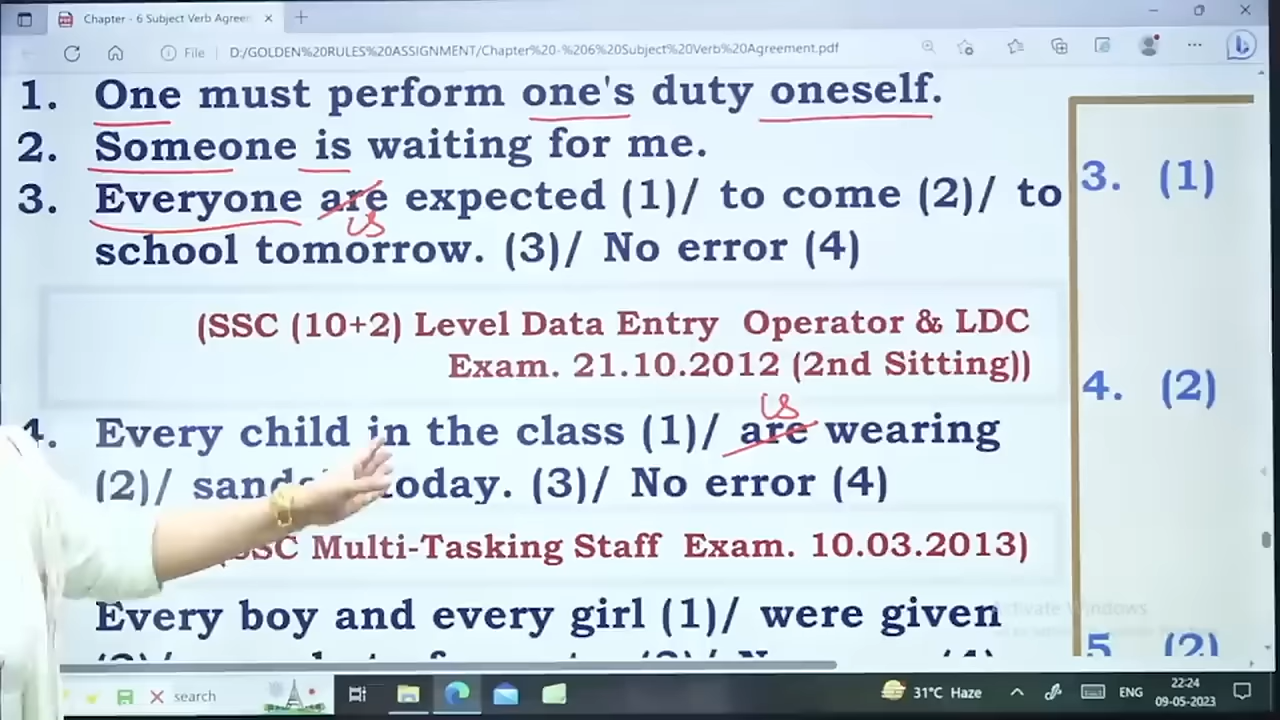 Chapter - 6 Subject Verb Agreer
File
D:/GOLDEN%20RULES%20ASSIGNMENT/Chapter%20-%206%20Subject%20Verb%20Agreement.pdf
1. One must perform one's duty oneself.
2. Someone is waiting for me.
3. Everyone are expected (1)/ to come (2)/ to
is
school tomorrow. (3)/ No error (4)
3. (1)
(SSC (10+2) Level Data Entry Operator & LDC
Exam. 21.10.2012 (2nd Sitting))
is
4. Every child in the class (1)/ are wearing
(2)/ today. (3)/ No error (4)
4. (2)
Multi-Tasking Staff Exam. 10.03.2013)
Every boy and every girl (1)/ were given
5 (2)
Activate Windows
search
31°C Haze
ENG
22:24
09-05-2023